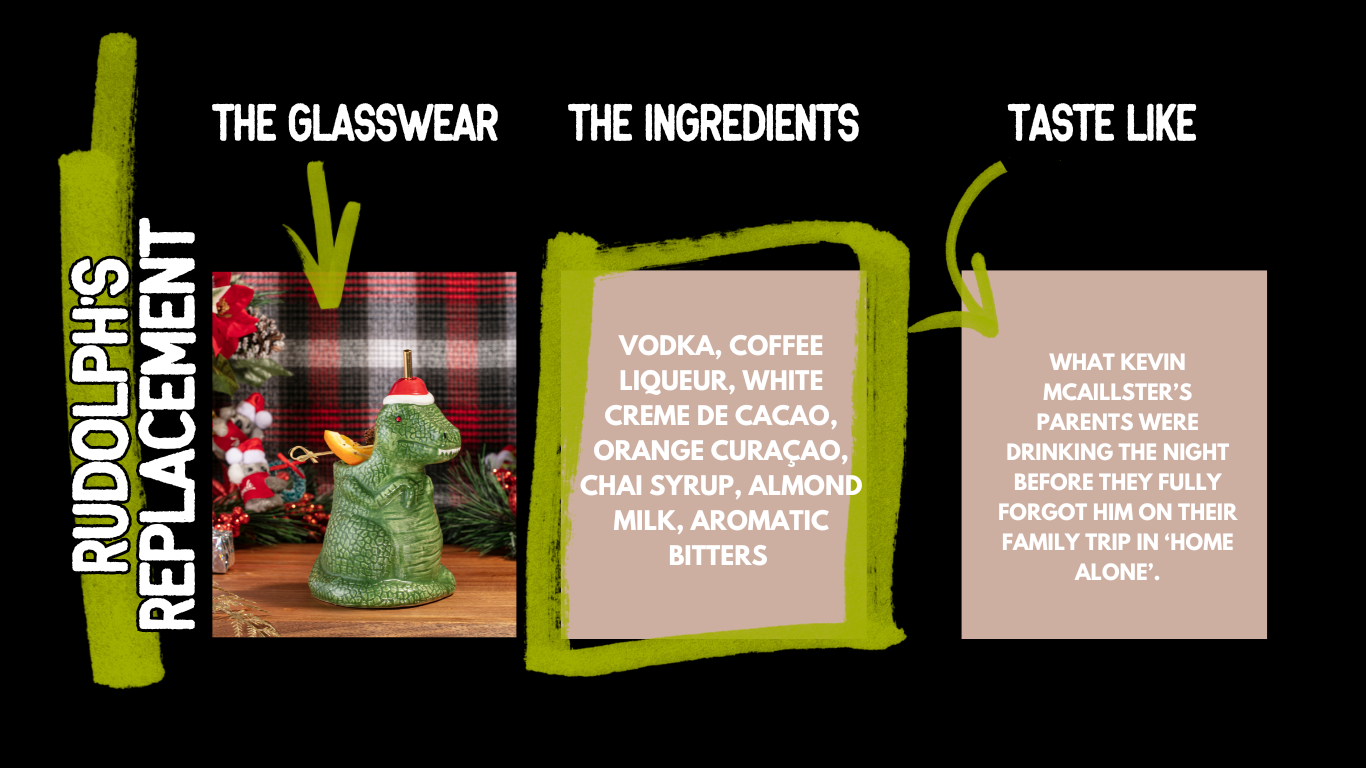 RUDOLPH'S
REPLACEMENT
THE GLASSWEAR
THE INGREDIENTS
TASTE LIKE
VODKA, COFFEE
LIQUEUR, WHITE
CREME DE CACAO,
ORANGE CURAÇAO,
CHAI SYRUP, ALMOND
MILK, AROMATIC
BITTERS
WHAT KEVIN
MCAILLSTER'S
PARENTS WERE
DRINKING THE NIGHT
BEFORE THEY FULLY
FORGOT HIM ON THEIR
FAMILY TRIP IN ‘HOME
ALONE’.